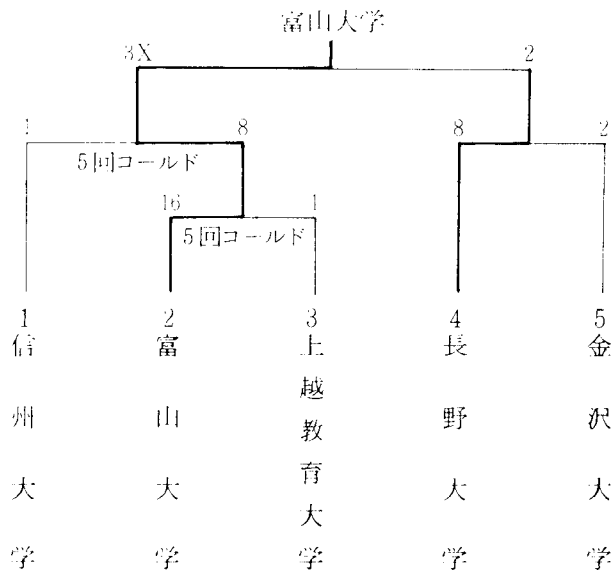 富山大学
3X 2
1 8 8 2
5回コールド
16 1
5回コールド
1 2 3 4 5
信州大学
富山大学
上越教育大学
長野大学
金沢大学